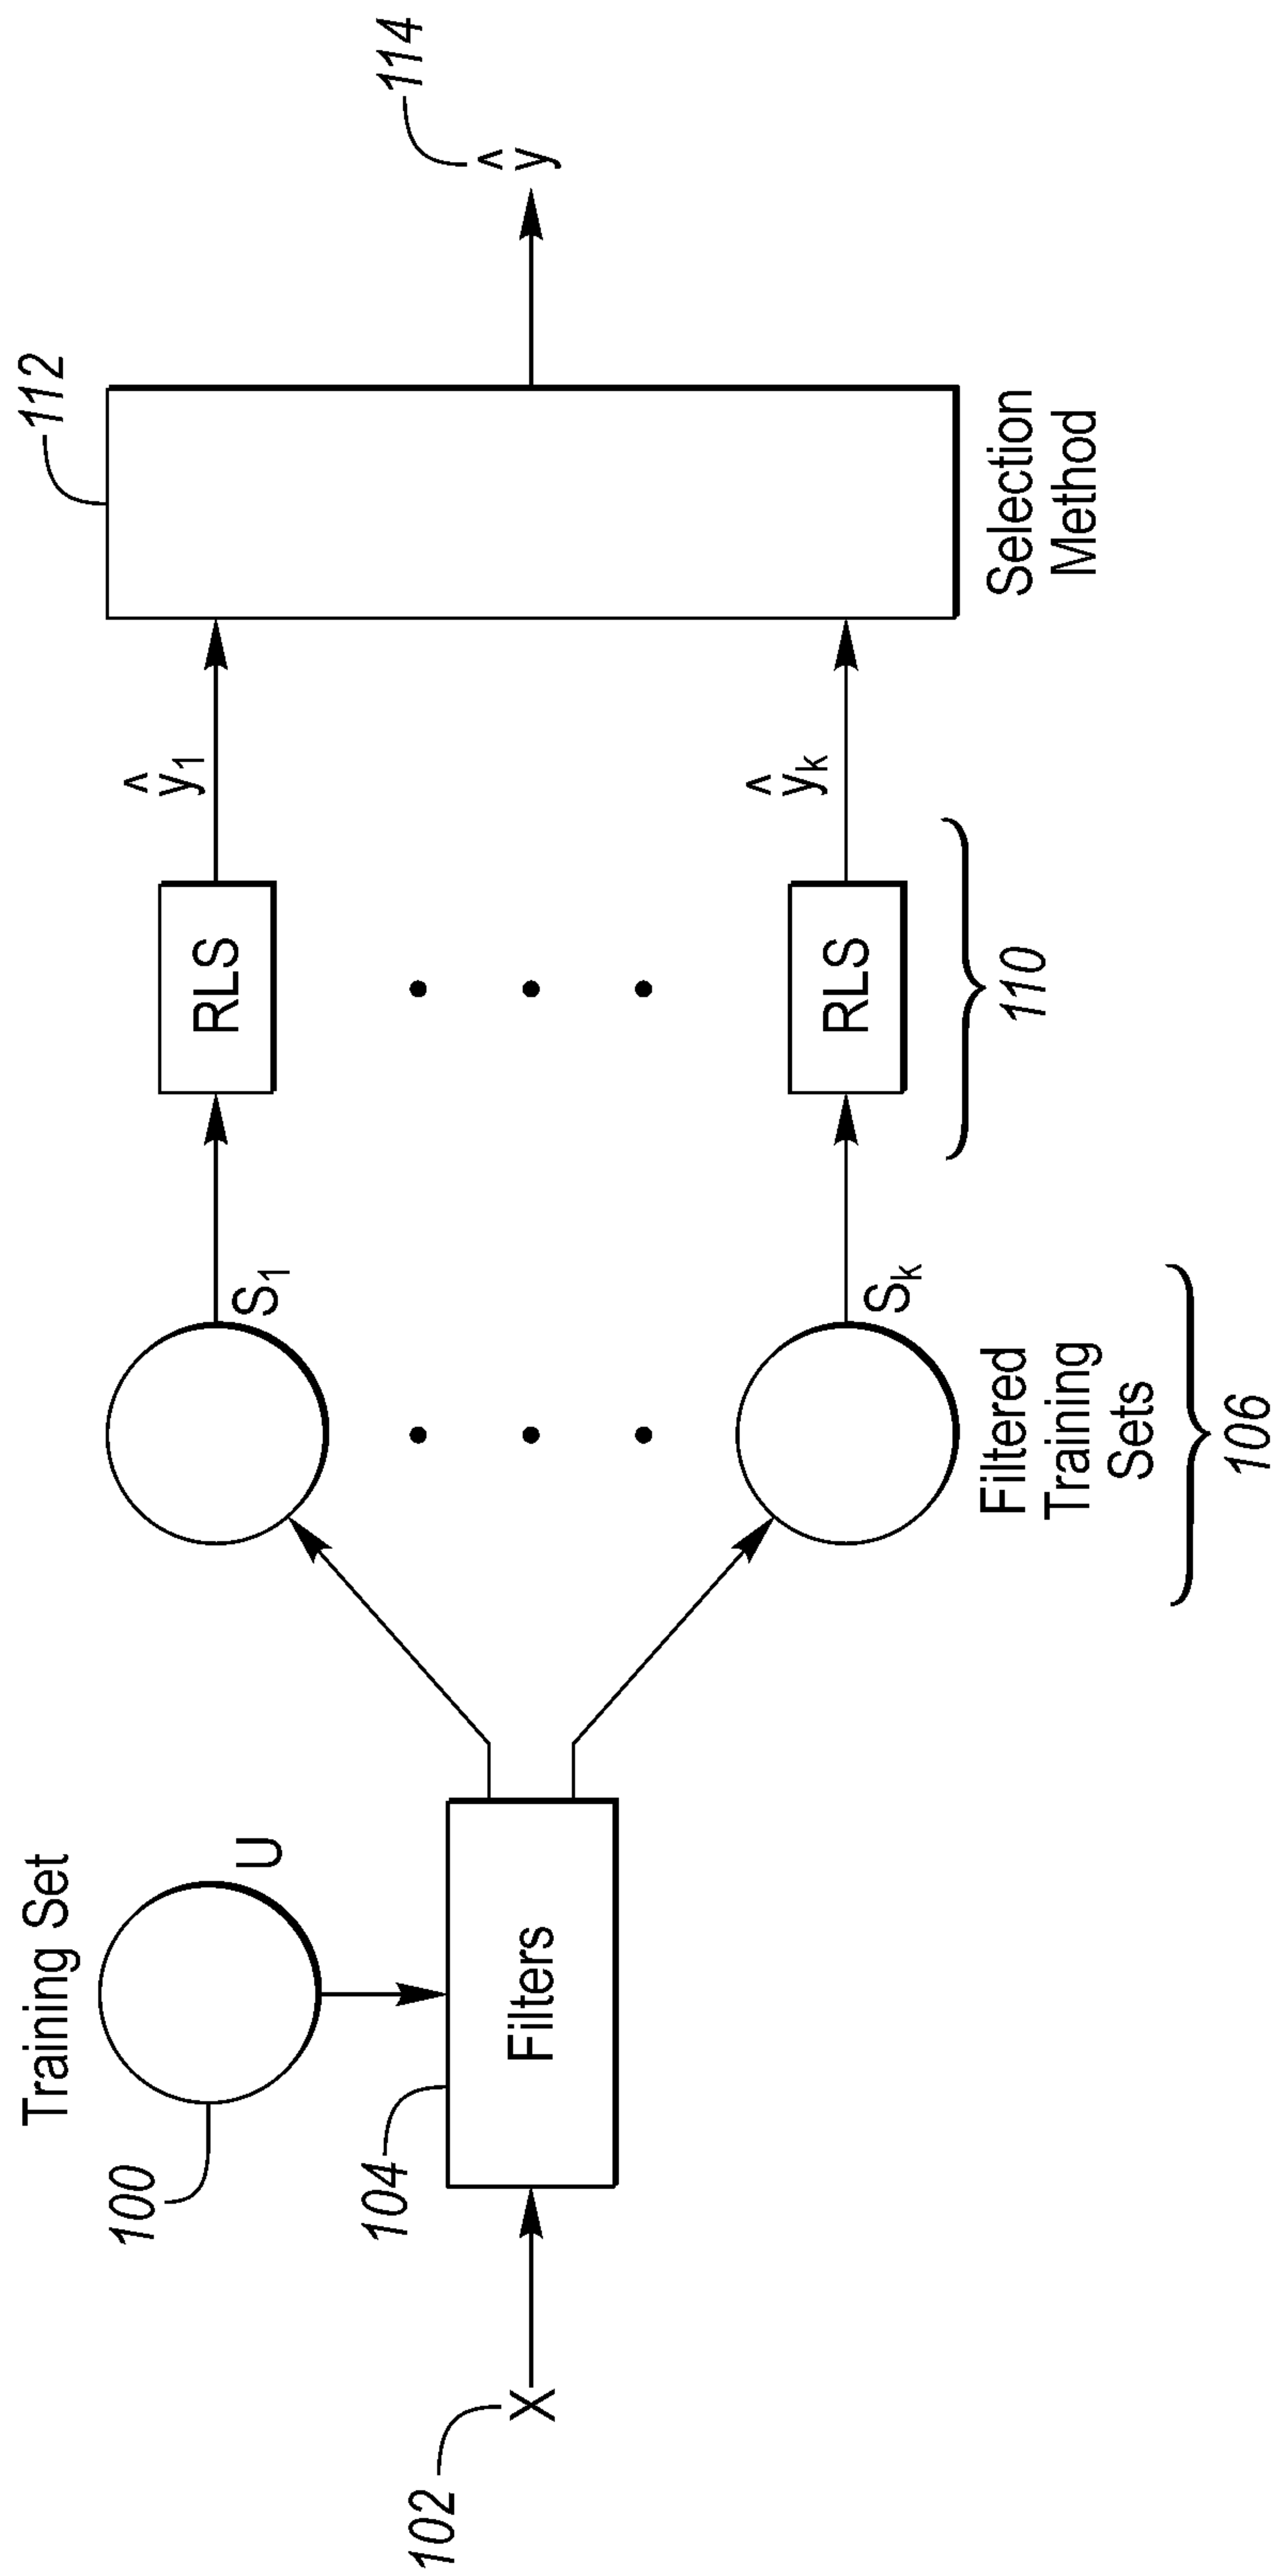 Training Set
100
U
102
X
104
Filters
S1
Sk
Filtered
Training
Sets
106
RLS
RLS
110
ŷ1
ŷk
112
Selection
Method
ŷ
114